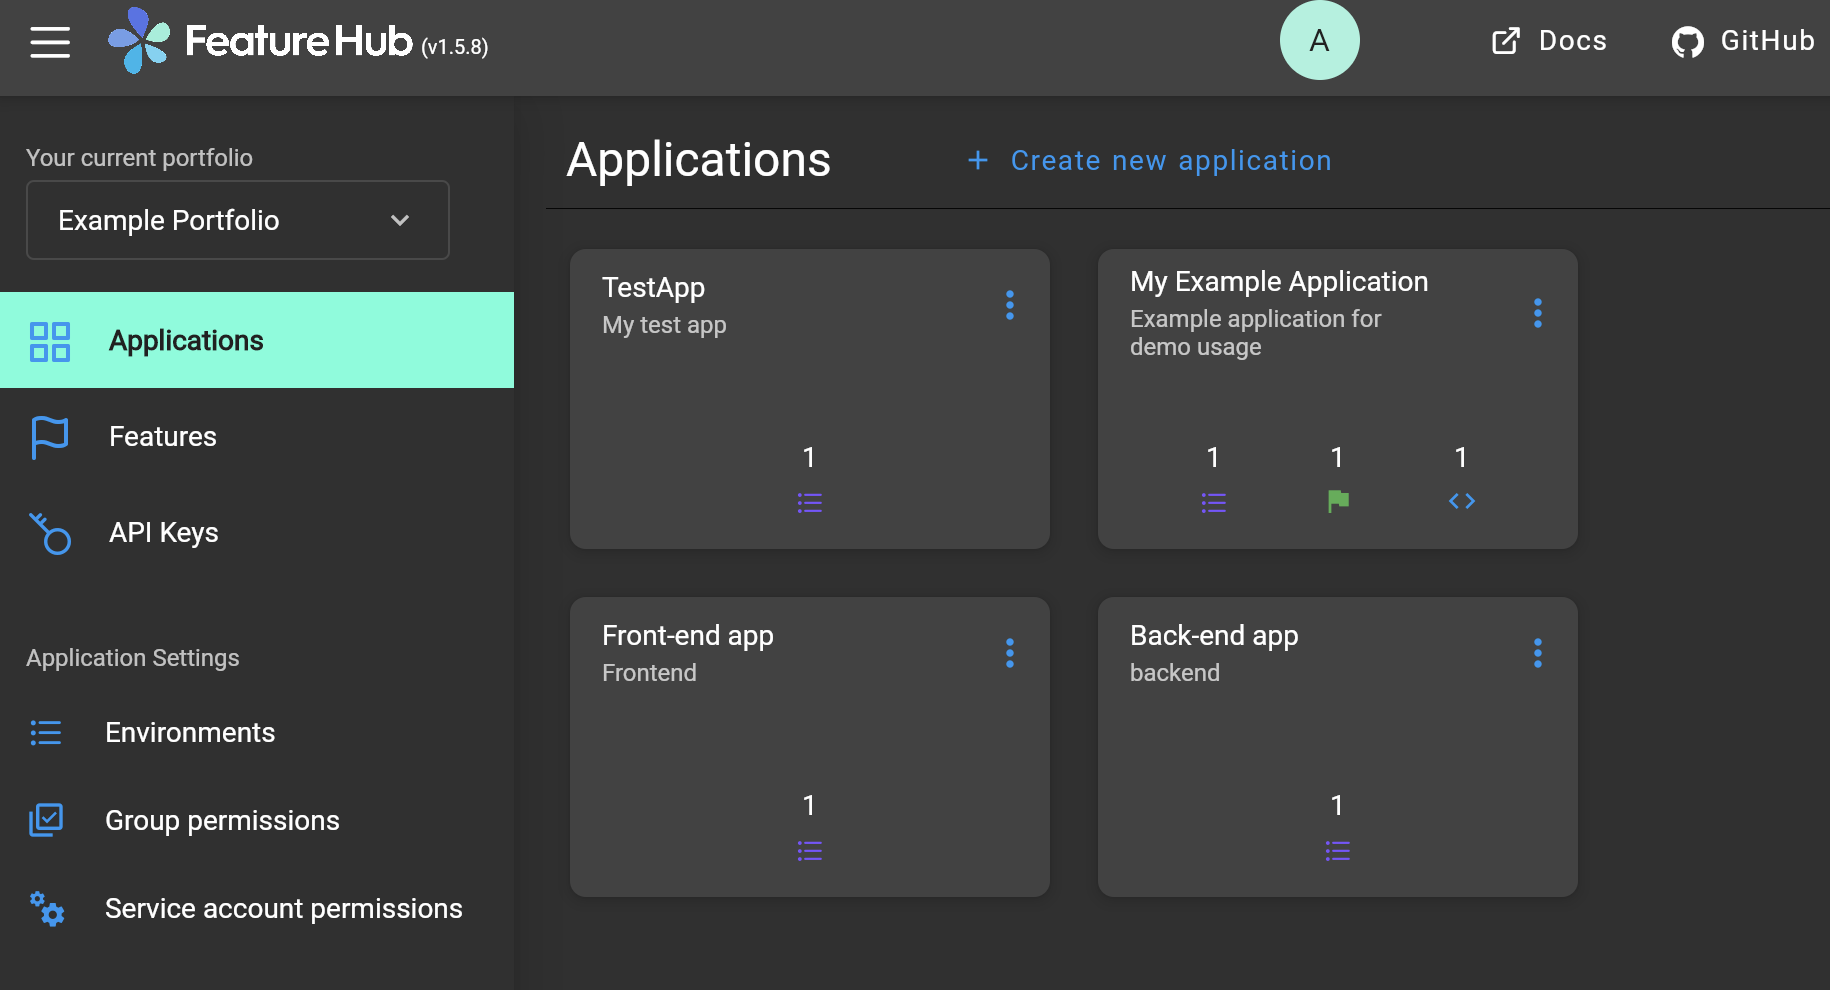 FeatureHub (v1.5.8)
A
Docs
GitHub
Your current portfolio
Example Portfolio
Applications
Features
API Keys
Application Settings
Environments
Group permissions
Service account permissions
Applications
+ Create new application
TestApp
My test app
1
My Example Application
Example application for
demo usage
1 1 1
Front-end app
Frontend
1
Back-end app
backend
1